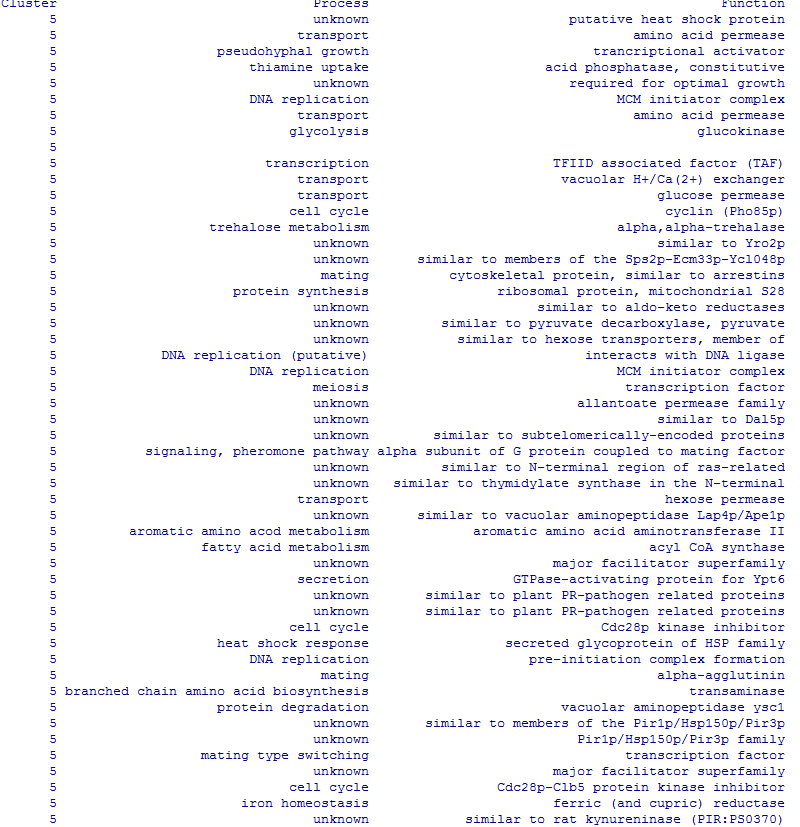 Cluster Process Function
5 unknown putative heat shock protein
5 transport amino acid permease
5 pseudohyphal growth trancriptional activator
5 thiamine uptake acid phosphatase, constitutive
5 unknown required for optimal growth
5 DNA replication MCM initiator complex
5 transport amino acid permease
5 glycolysis glucokinase
5
5 transcription TFIID associated factor (TAF)
5 transport vacuolar H+/Ca(2+) exchanger
5 transport glucose permease
5 cell cycle cyclin (Pho85p)
5 trehalose metabolism alpha,alpha-trehalase
5 unknown similar to Yro2p
5 unknown similar to members of the Sps2p-Ecm33p-Ycl048p
5 mating cytoskeletal protein, similar to arrestins
5 protein synthesis ribosomal protein, mitochondrial S28
5 unknown similar to aldo-keto reductases
5 unknown similar to pyruvate decarboxylase, pyruvate
5 unknown similar to hexose transporters, member of
5 DNA replication (putative) interacts with DNA ligase
5 DNA replication MCM initiator complex
5 meiosis transcription factor
5 unknown allantoate permease family
5 unknown similar to Dal5p
5 unknown similar to subtelomerically-encoded proteins
5 signaling, pheromone pathway alpha subunit of G protein coupled to mating factor
5 unknown similar to N-terminal region of ras-related
5 unknown similar to thymidylate synthase in the N-terminal
5 transport hexose permease
5 unknown similar to vacuolar aminopeptidase Lap4p/Ape1p
5 aromatic amino acod metabolism aromatic amino acid aminotransferase II
5 fatty acid metabolism acyl CoA synthase
5 unknown major facilitator superfamily
5 secretion GTPase-activating protein for Ypt6
5 unknown similar to plant PR-pathogen related proteins
5 unknown similar to plant PR-pathogen related proteins
5 cell cycle Cdc28p kinase inhibitor
5 heat shock response secreted glycoprotein of HSP family
5 DNA replication pre-initiation complex formation
5 mating alpha-agglutinin
5 branched chain amino acid biosynthesis transaminase
5 protein degradation vacuolar aminopeptidase ysc1
5 unknown similar to members of the Pir1p/Hsp150p/Pir3p
5 unknown Pir1p/Hsp150p/Pir3p family
5 mating type switching transcription factor
5 unknown major facilitator superfamily
5 cell cycle Cdc28p-Clb5 protein kinase inhibitor
5 iron homeostasis ferric (and cupric) reductase
5 unknown similar to rat kynureninase (PIR:PS0370)